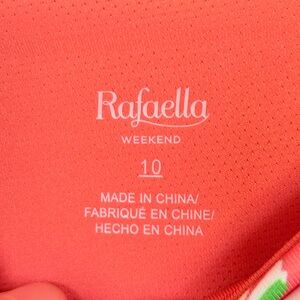 Rafaella
WEEKEND
10
MADE IN CHINA/
FABRIQUÉ EN CHINE/
HECHO EN CHINA